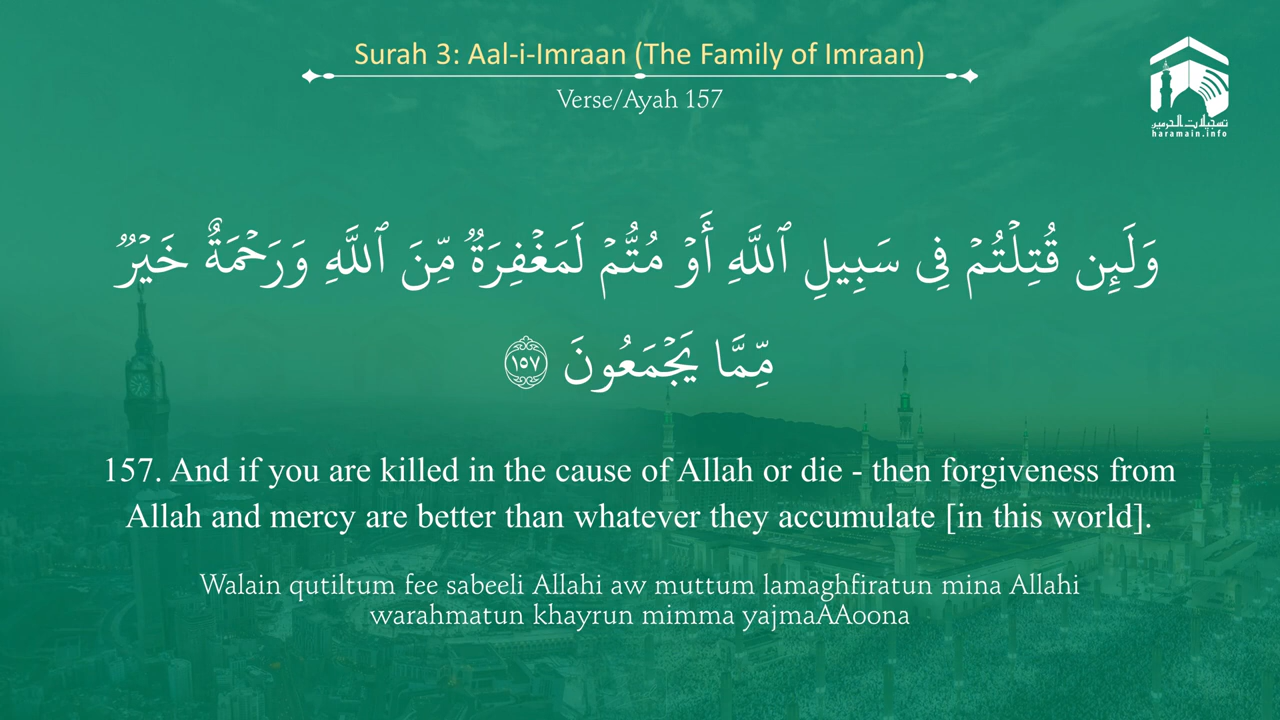 Surah 3: Aal-i-Imraan (The Family of Imraan)
Verse/Ayah 157
تسجيلات الحرمين
haramain.info
وَلَئِن قُتِلْتُمْ فِى سَبِيلِ ٱللَّهِ أَوْ مُتُّمْ لَمَغْفِرَةٌ مِّنَ ٱللَّهِ وَرَحْمَةٌ خَيْرٌ
مِّمَّا يَجْمَعُونَ ١٥٧
157. And if you are killed in the cause of Allah or die - then forgiveness from
Allah and mercy are better than whatever they accumulate [in this world].
Walain qutiltum fee sabeeli Allahi aw muttum lamaghfiratun mina Allahi
warahmatun khayrun mimma yajmaAAoona